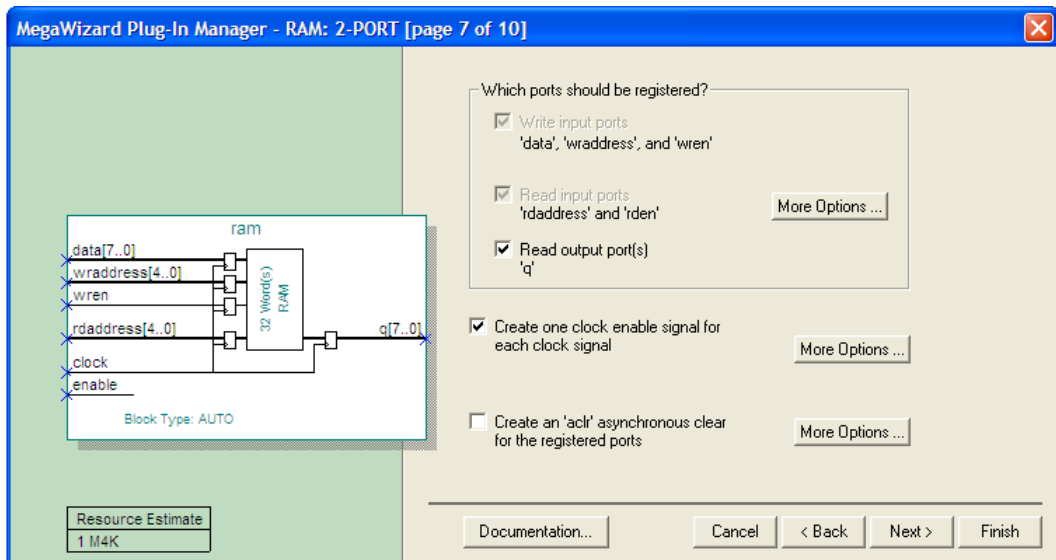 MegaWizard Plug-In Manager - RAM: 2-PORT [page 7 of 10]
Which ports should be registered?
Write input ports
'data', 'wraddress', and 'wren'
Read input ports
'rdaddress' and 'rden'
More Options ...
Read output port(s)
'q'
Create one clock enable signal for
each clock signal
More Options ...
Create an 'aclr' asynchronous clear
for the registered ports
More Options ...
ram
data[7..0]
wraddress[4..0]
wren
rdaddress[4..0]
clock
enable
32 Word(s)
RAM
q[7..0]
Block Type: AUTO
Resource Estimate
1 M4K
Documentation...
Cancel
< Back
Next >
Finish